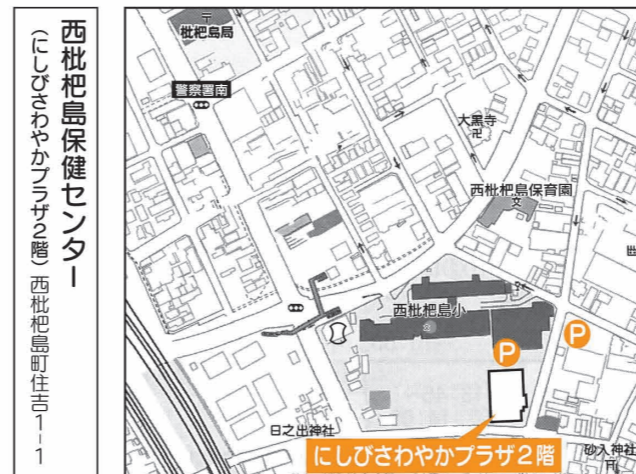 西枇杷島保健センター
(にしびさわやかプラザ2階) 西枇杷島町住吉1-1
〒
枇杷島局
警察署南
大黒寺
卍
西枇杷島保育園
文
西枇杷島小
P
P
日之出神社
にしびさわやかプラザ2階
砂入神社